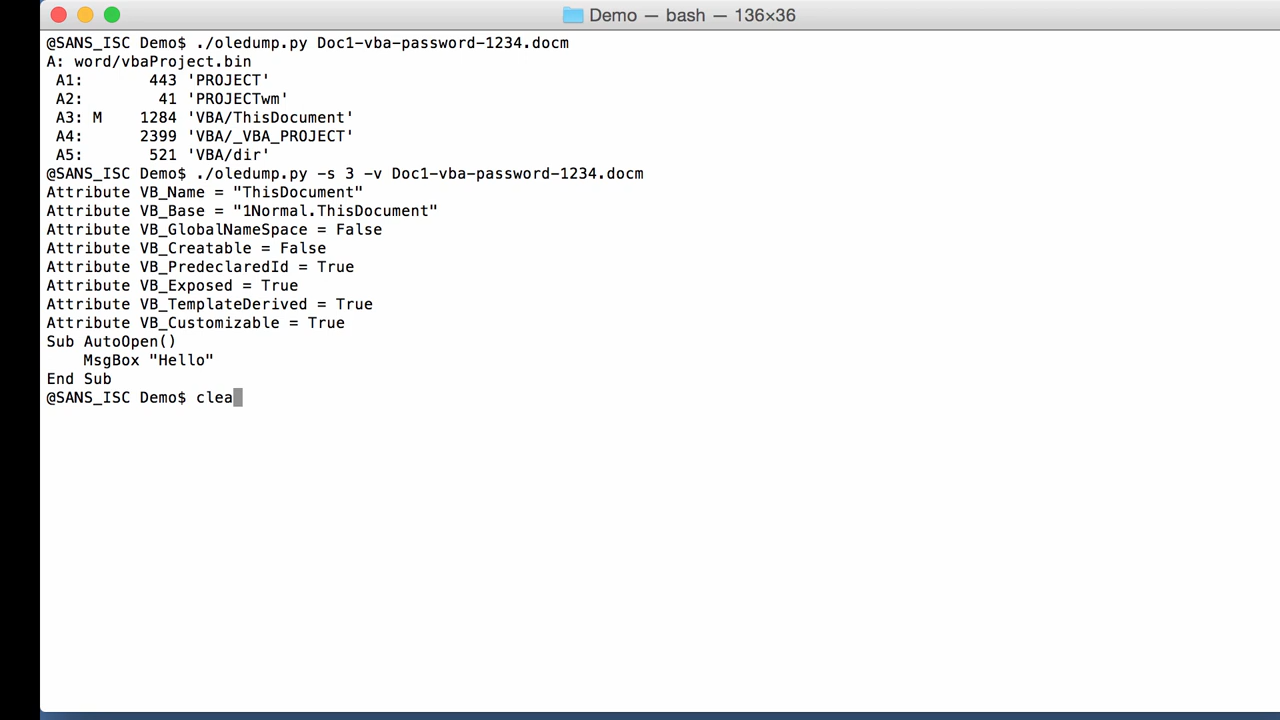 Demo — bash — 136×36
@SANS_ISC Demo$ ./oledump.py Doc1-vba-password-1234.docm
A: word/vbaProject.bin
 A1:       443 'PROJECT'
 A2:        41 'PROJECTwm'
 A3: M    1284 'VBA/ThisDocument'
 A4:      2399 'VBA/_VBA_PROJECT'
 A5:       521 'VBA/dir'
@SANS_ISC Demo$ ./oledump.py -s 3 -v Doc1-vba-password-1234.docm
Attribute VB_Name = "ThisDocument"
Attribute VB_Base = "1Normal.ThisDocument"
Attribute VB_GlobalNameSpace = False
Attribute VB_Creatable = False
Attribute VB_PredeclaredId = True
Attribute VB_Exposed = True
Attribute VB_TemplateDerived = True
Attribute VB_Customizable = True
Sub AutoOpen()
    MsgBox "Hello"
End Sub
@SANS_ISC Demo$ clea